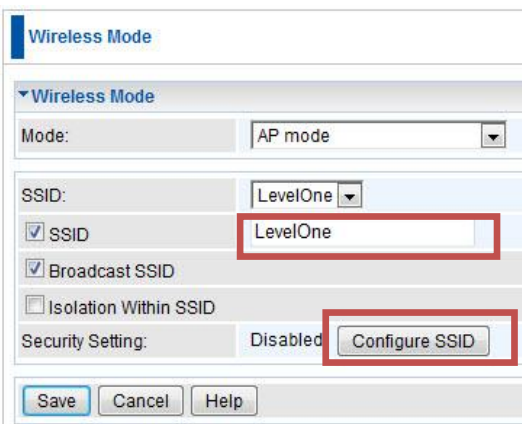 Wireless Mode
Wireless Mode
Mode: AP mode
SSID: LevelOne
SSID LevelOne
Broadcast SSID
Isolation Within SSID
Security Setting: Disabled Configure SSID
Save Cancel Help